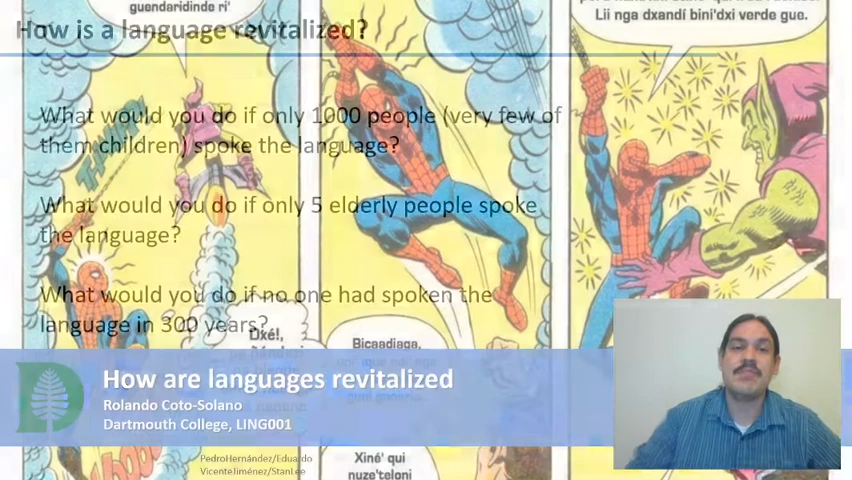 guendaridinde ri'
Lii nga dxandí bini'dxi verde gue.
How is a language revitalized?
What would you do if only 1000 people (very few of
them children) spoke the language?
What would you do if only 5 elderly people spoke
the language?
What would you do if no one had spoken the
language in 300 years?
Oké!,
Bicaadiaga,
How are languages revitalized
Rolando Coto-Solano
Dartmouth College, LING001
PedroHernández/Eduardo
VicenteJiménez/StanLee
Xiné' qui
nuze'teloni